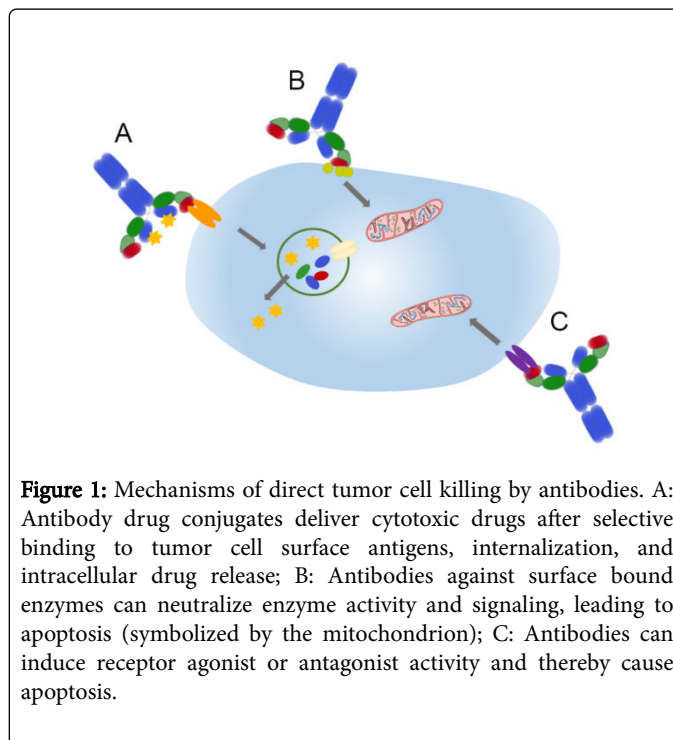 B
A
C
Figure 1: Mechanisms of direct tumor cell killing by antibodies. A:
Antibody drug conjugates deliver cytotoxic drugs after selective
binding to tumor cell surface antigens, internalization, and
intracellular drug release; B: Antibodies against surface bound
enzymes can neutralize enzyme activity and signaling, leading to
apoptosis (symbolized by the mitochondrion); C: Antibodies can
induce receptor agonist or antagonist activity and thereby cause
apoptosis.